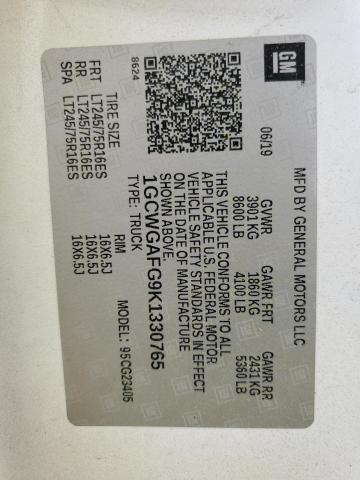 GM
MFD BY GENERAL MOTORS LLC
06/19 GVWR GAWR FRT GAWR RR
3901 KG 1860 KG 2431 KG
8600 LB 4100 LB 5360 LB
THIS VEHICLE CONFORMS TO ALL
APPLICABLE U.S. FEDERAL MOTOR
VEHICLE SAFETY STANDARDS IN EFFECT
ON THE DATE OF MANUFACTURE
SHOWN ABOVE.
1GCWGAFG9K1330765
TYPE: TRUCK
8624 MODEL: 95CG23405
TIRE SIZE RIM
FRT LT245/75R16ES 16X6.5J
RR LT245/75R16ES 16X6.5J
SPA LT245/75R16ES 16X6.5J